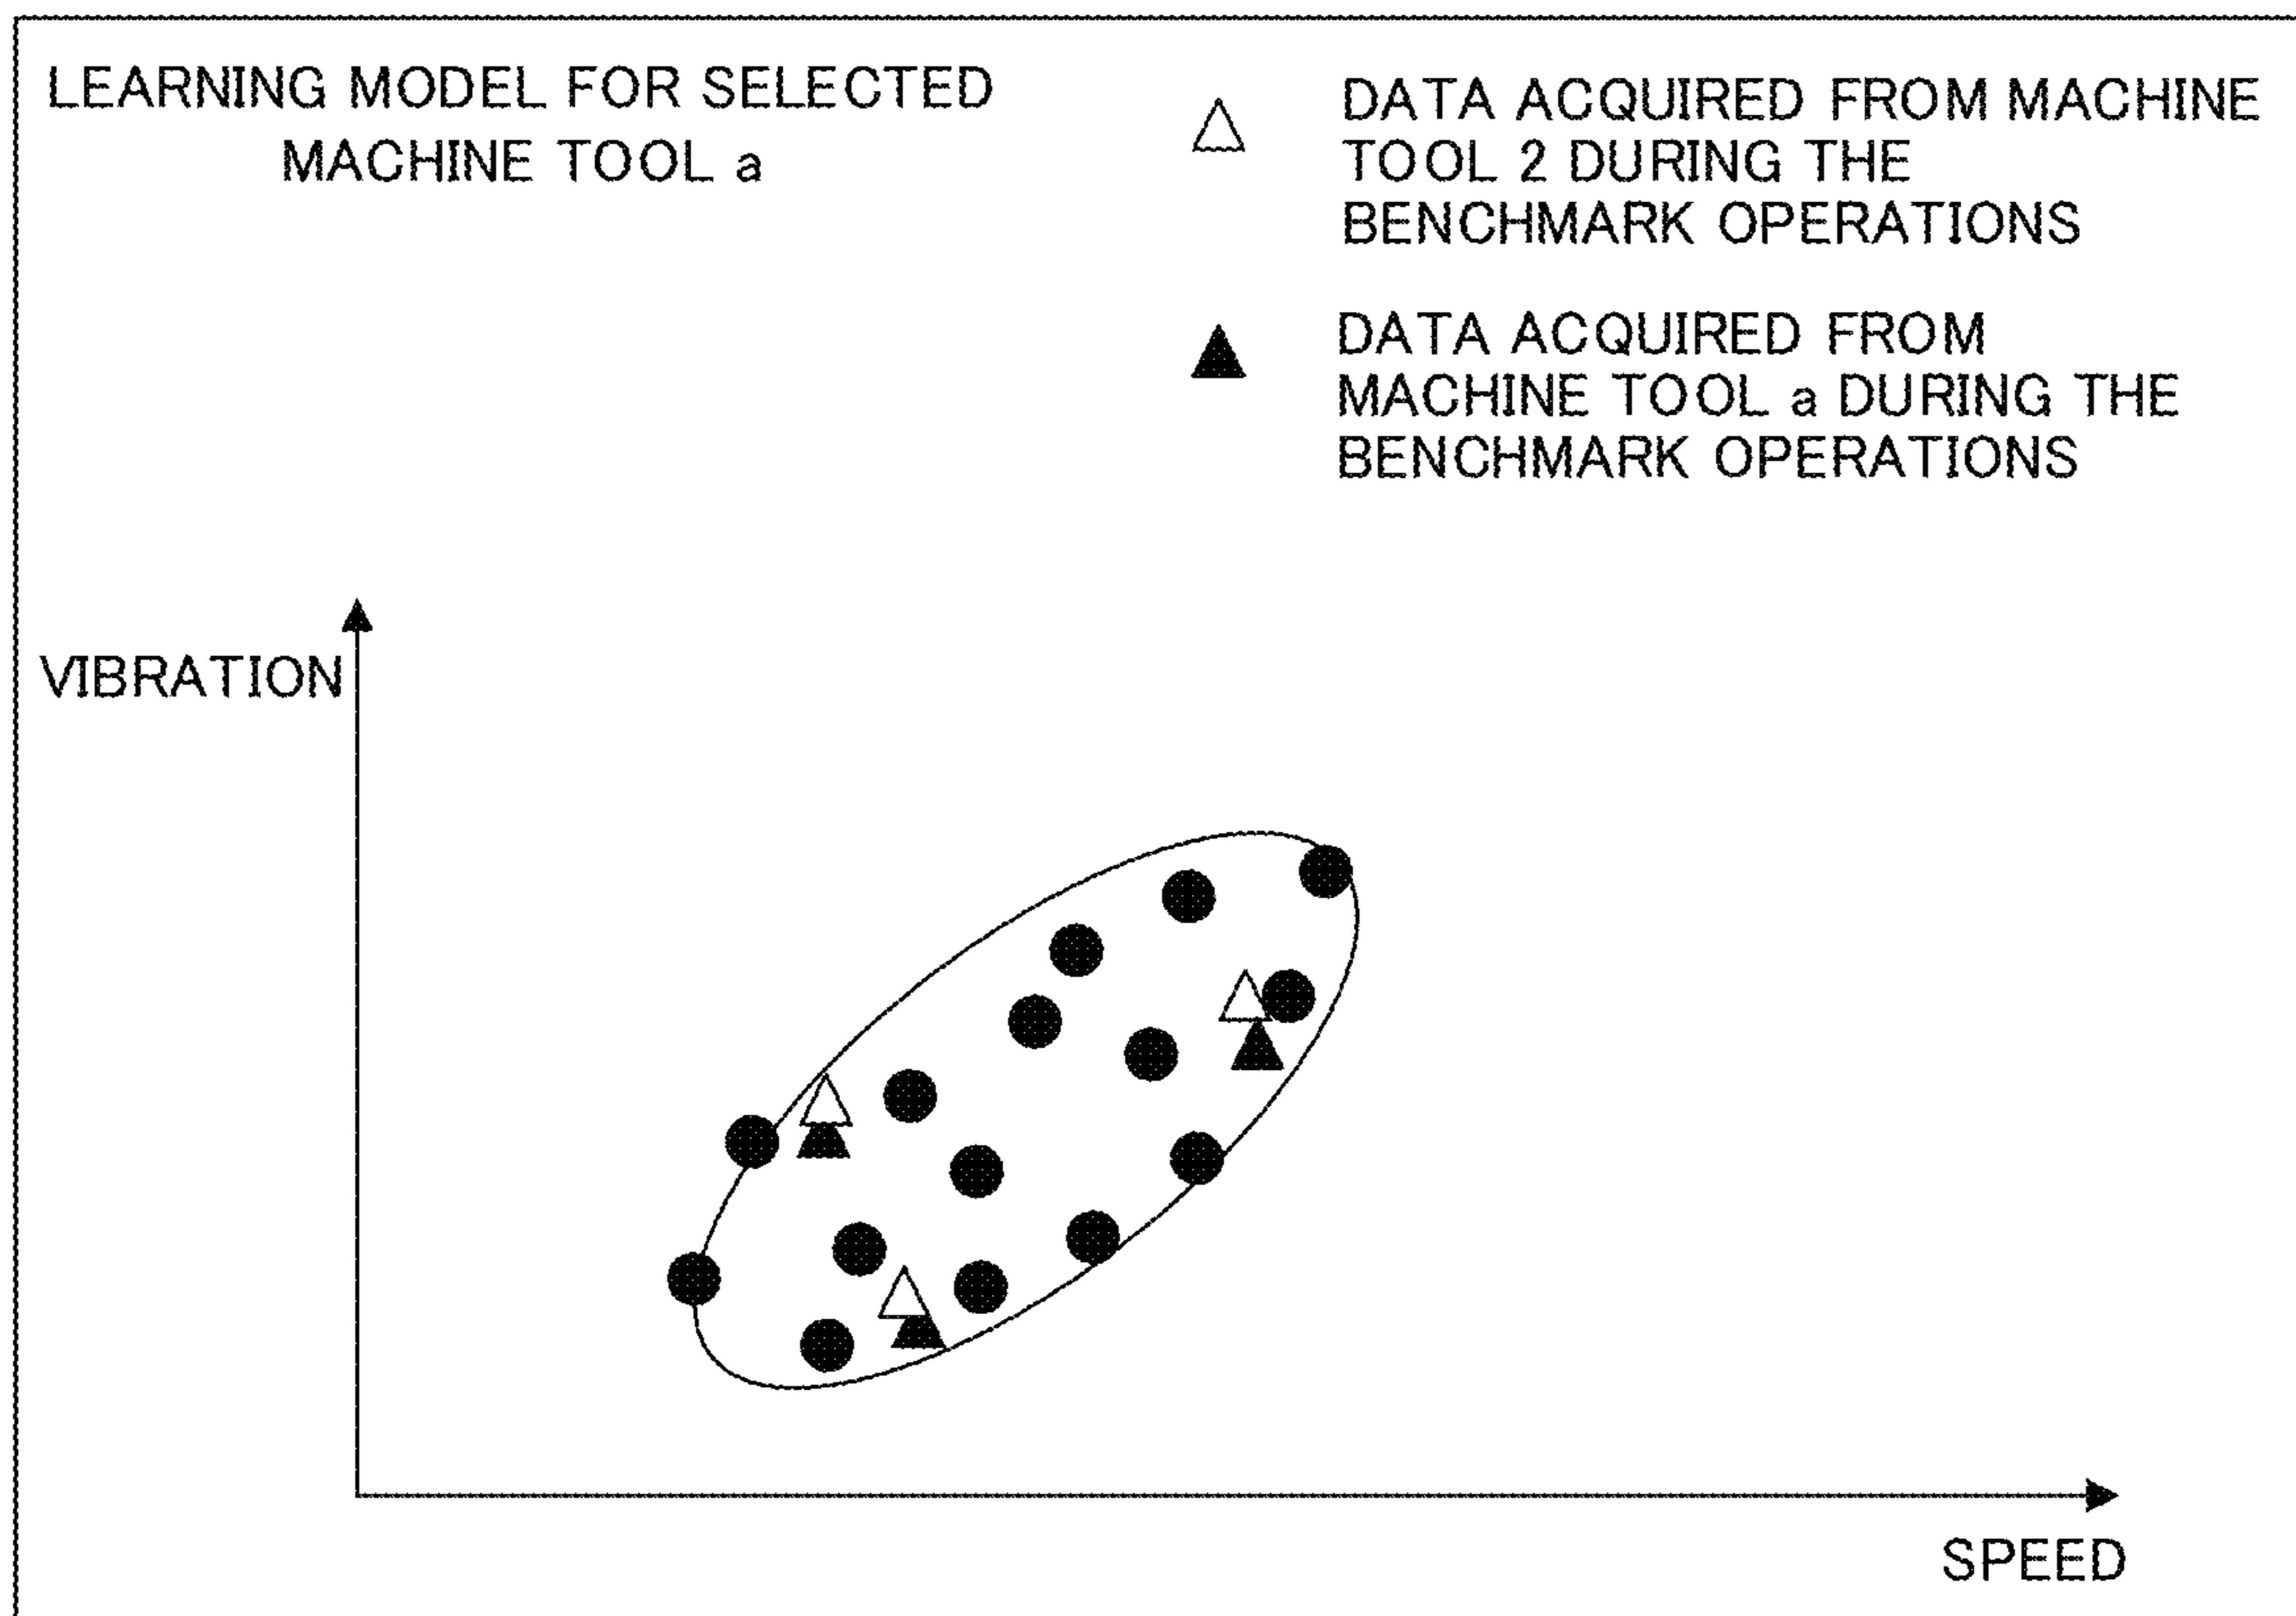 LEARNING MODEL FOR SELECTED
MACHINE TOOL a
DATA ACQUIRED FROM MACHINE
TOOL 2 DURING THE
BENCHMARK OPERATIONS
DATA ACQUIRED FROM
MACHINE TOOL a DURING THE
BENCHMARK OPERATIONS
VIBRATION
SPEED